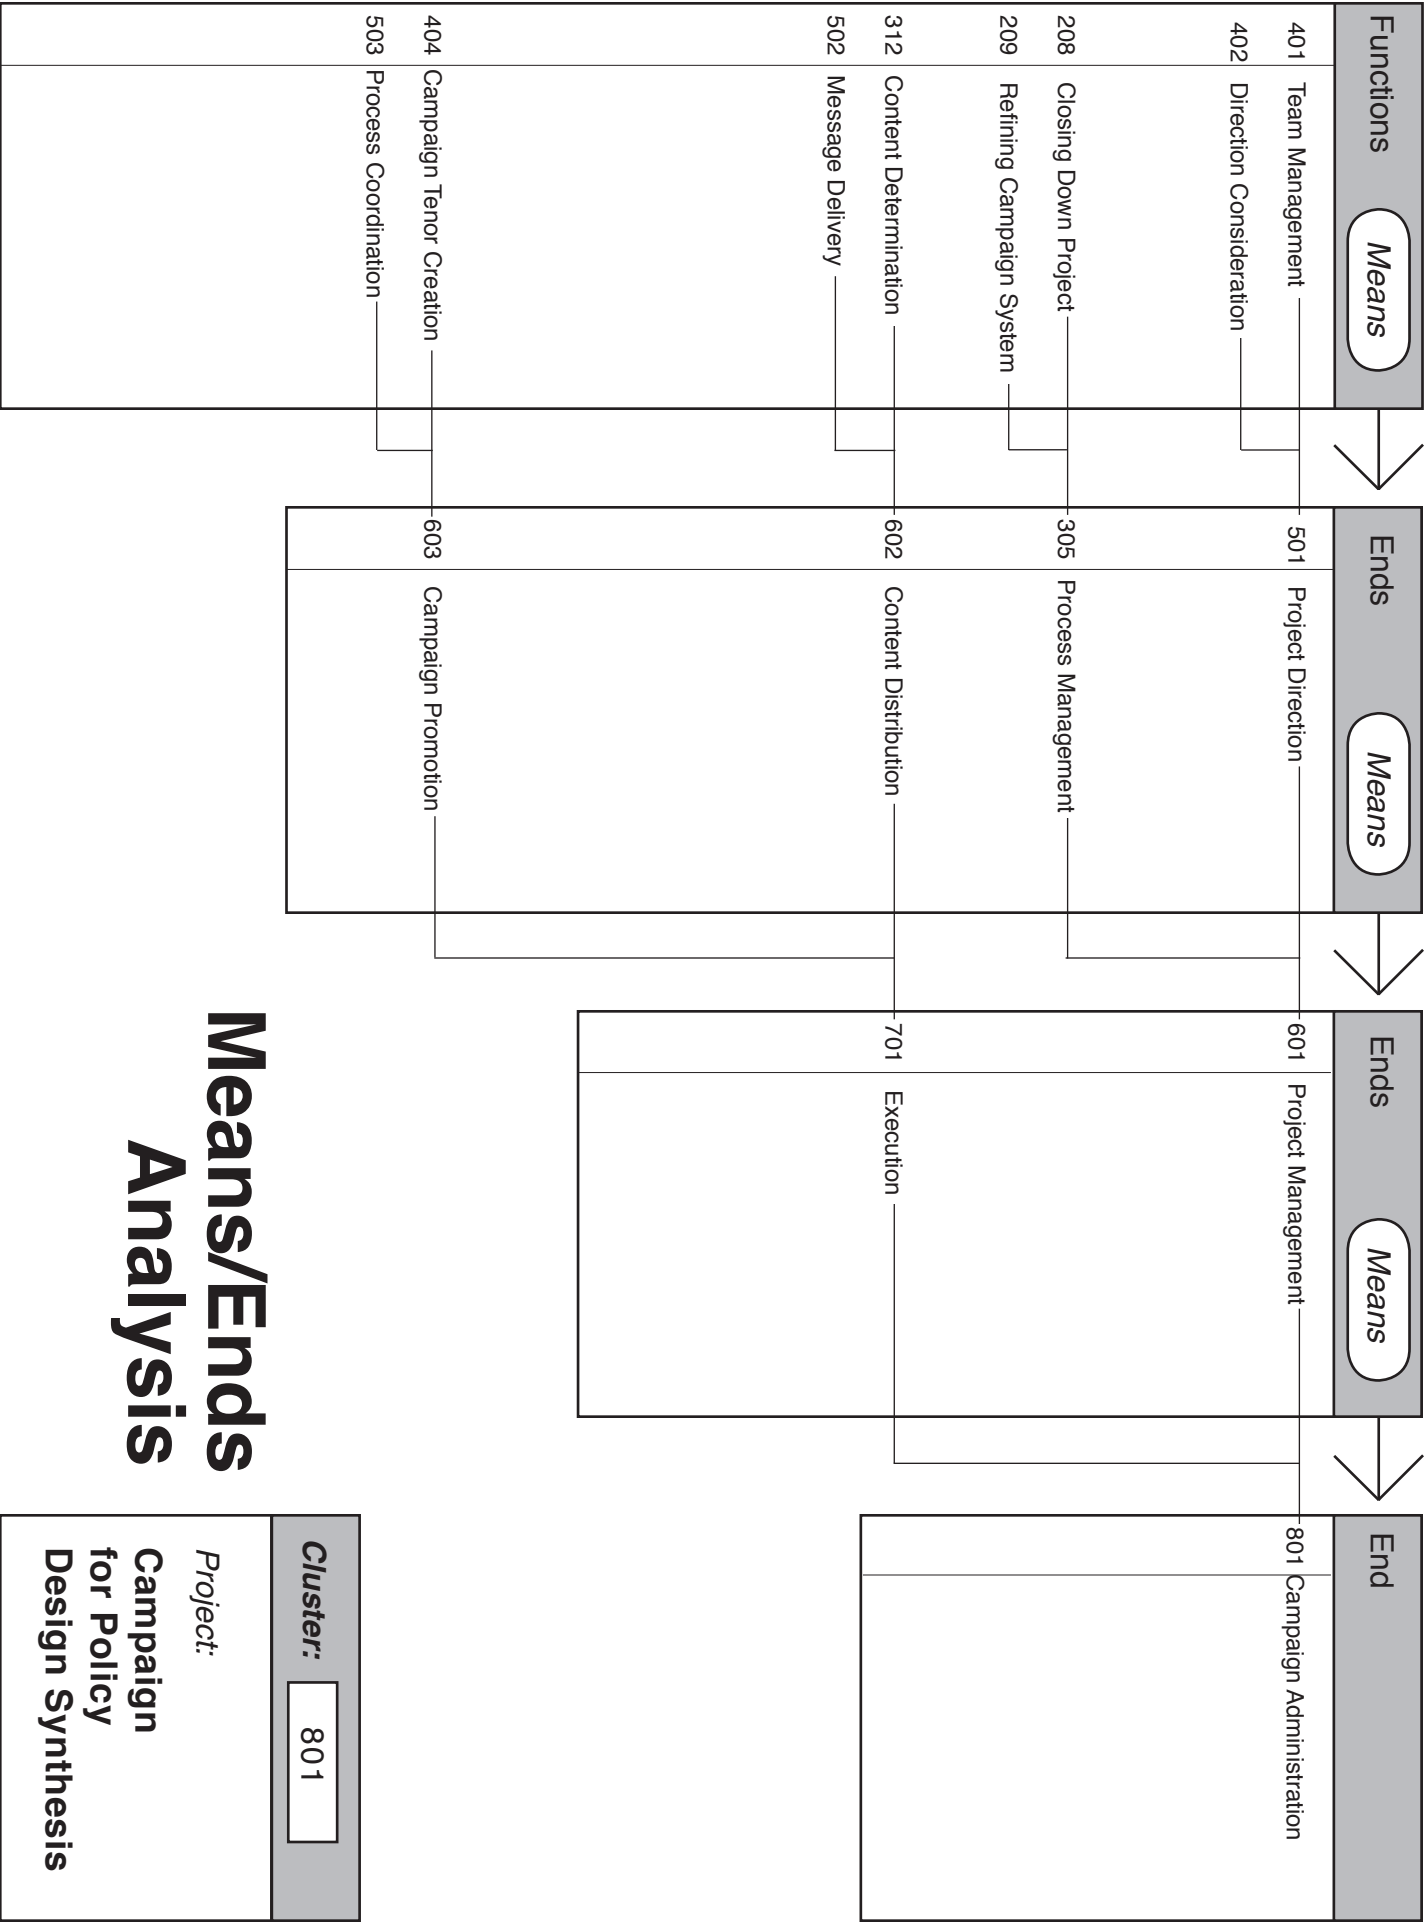 Functions
Means
Ends
Means
Ends
Means
End
401 Team Management
402 Direction Consideration
208 Closing Down Project
209 Refining Campaign System
312 Content Determination
502 Message Delivery
404 Campaign Tenor Creation
503 Process Coordination
501 Project Direction
305 Process Management
602 Content Distribution
603 Campaign Promotion
601 Project Management
701 Execution
801 Campaign Administration
Means/Ends
Analysis
Cluster: 801
Project:
Campaign
for Policy
Design Synthesis